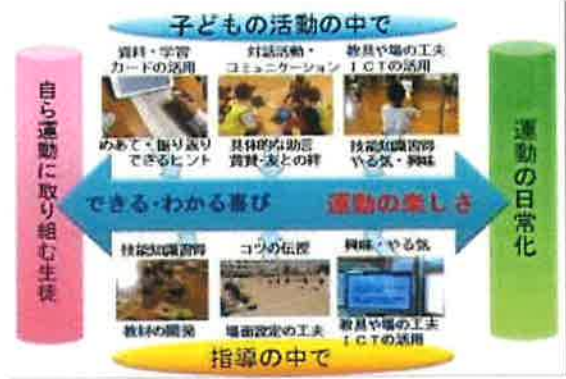 子どもの活動の中で
資料・学習
カードの活用
対話活動・
コミュニケーション
教具や場の工夫
ICTの活用
めあて・振り返り
できるヒント
具体的な助言
賞賛・友との絆
技能知識習得
やる気・興味
自ら運動に取り組む生徒
できる・わかる喜び
運動の楽しさ
運動の日常化
技能知識習得
コツの伝授
興味・やる気
教材の開発
場面設定の工夫
教具や場の工夫
ICTの活用
指導の中で